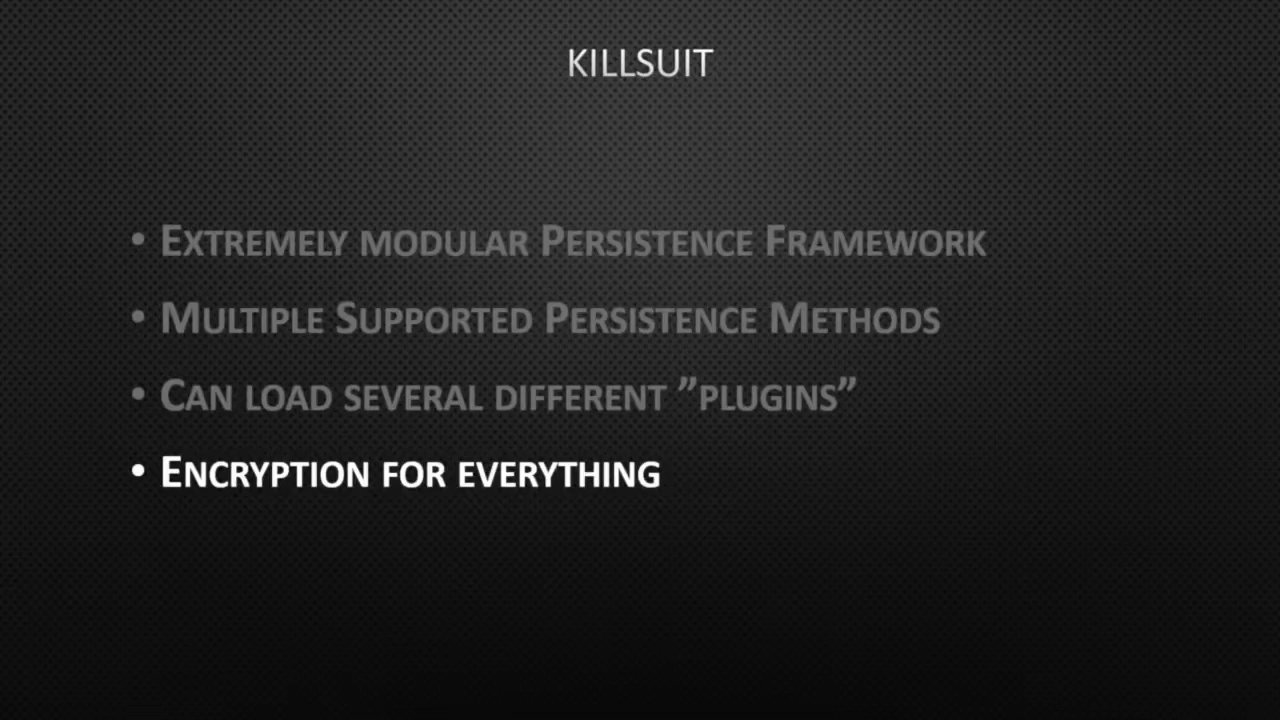 KILLSUIT
• Extremely modular Persistence Framework
• Multiple Supported Persistence Methods
• Can load several different ”plugins”
• Encryption for everything